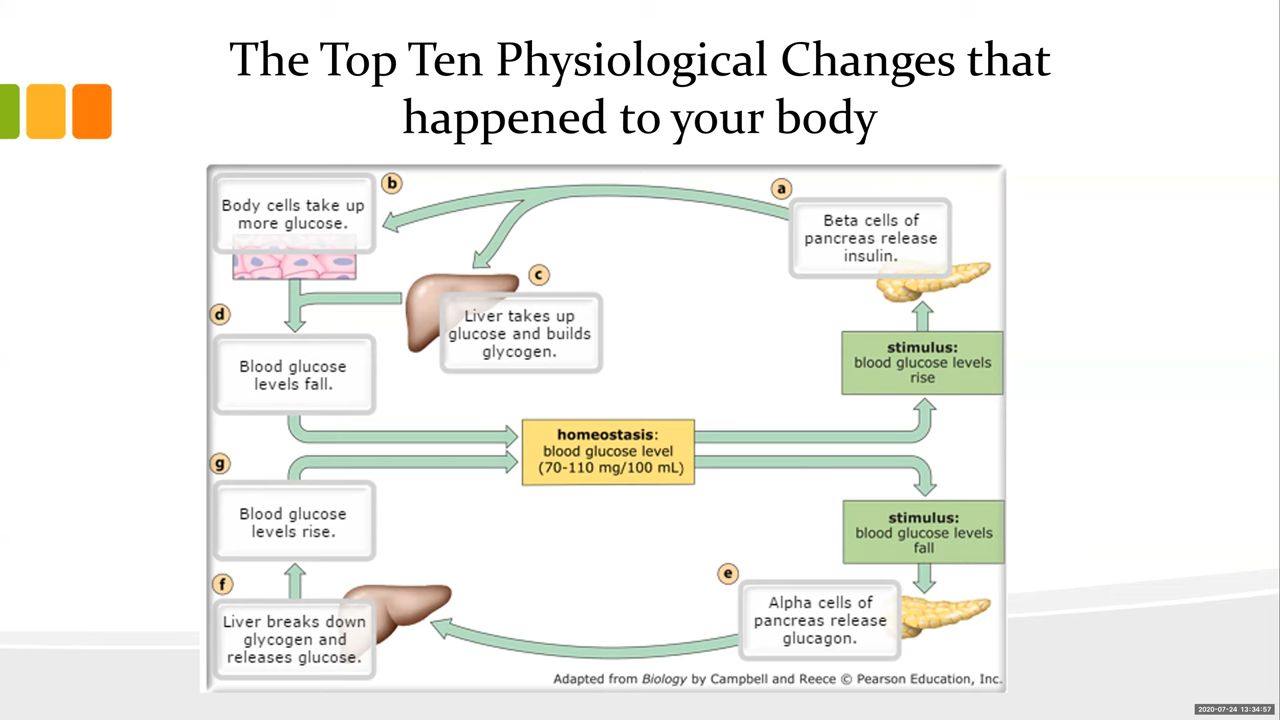 The Top Ten Physiological Changes that
happened to your body
b
a
Body cells take up
more glucose.
Beta cells of
pancreas release
insulin.
c
d
Liver takes up
glucose and builds
glycogen.
stimulus:
blood glucose levels
rise
Blood glucose
levels fall.
homeostasis:
blood glucose level
(70-110 mg/100 mL)
g
Blood glucose
levels rise.
stimulus:
blood glucose levels
fall
f
e
Liver breaks down
glycogen and
releases glucose.
Alpha cells of
pancreas release
glucagon.
Adapted from Biology by Campbell and Reece © Pearson Education, Inc.
2020-07-24 13:34:57